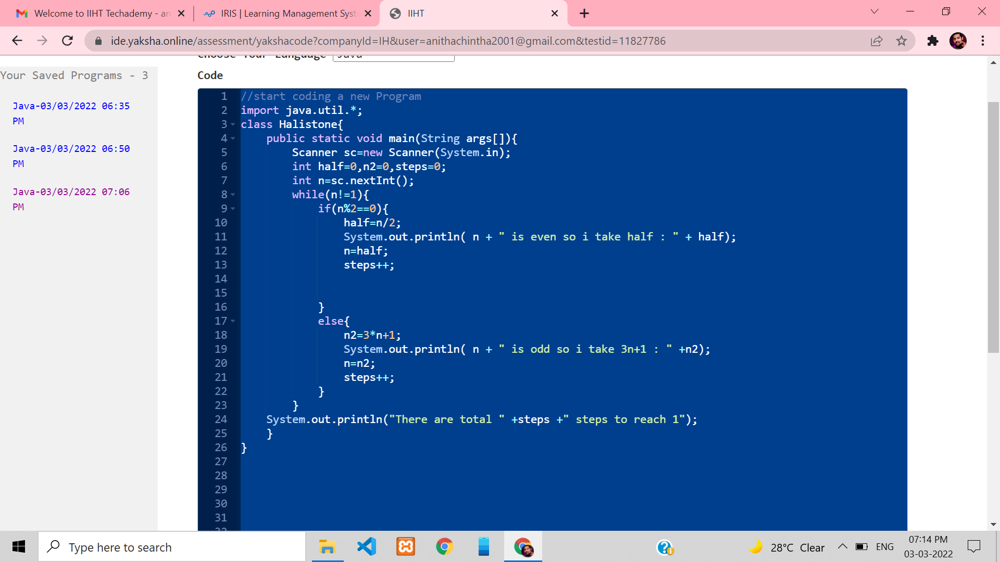 Welcome to IIHT Techademy - an
IRIS | Learning Management Syst
IIHT
ide.yaksha.online/assessment/yakshacode?companyId=IH&user=anithachintha2001@gmail.com&testid=11827786
Choose Your Language Java
Your Saved Programs - 3
Java-03/03/2022 06:35
PM
Java-03/03/2022 06:50
PM
Java-03/03/2022 07:06
PM
Code
1 //start coding a new Program
2 import java.util.*;
3 class Halistone{
4 public static void main(String args[]){
5 Scanner sc=new Scanner(System.in);
6 int half=0,n2=0,steps=0;
7 int n=sc.nextInt();
8 while(n!=1){
9 if(n%2==0){
10 half=n/2;
11 System.out.println( n + " is even so i take half : " + half);
12 n=half;
13 steps++;
14
15
16 }
17 else{
18 n2=3*n+1;
19 System.out.println( n + " is odd so i take 3n+1 : " +n2);
20 n=n2;
21 steps++;
22 }
23 }
24 System.out.println("There are total " +steps +" steps to reach 1");
25 }
26 }
27
28
29
30
31
32
Type here to search
28°C Clear
ENG
07:14 PM
03-03-2022